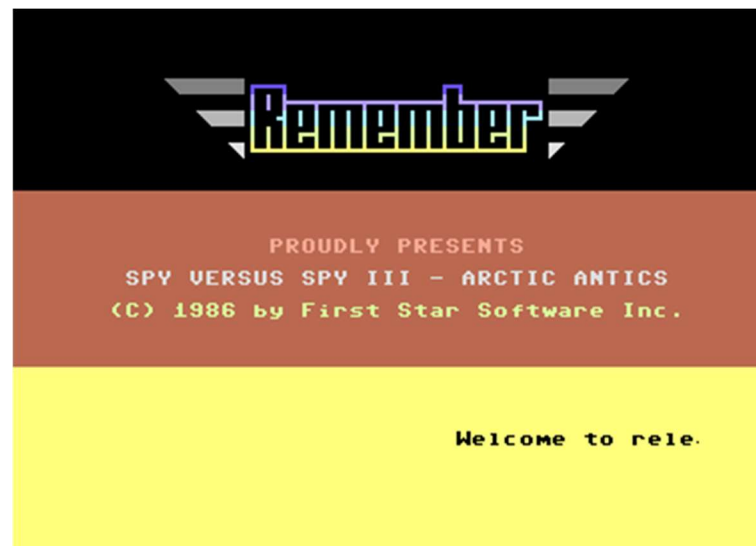 Remember
PROUDLY PRESENTS
SPY VERSUS SPY III - ARCTIC ANTICS
(C) 1986 by First Star Software Inc.
Welcome to rele